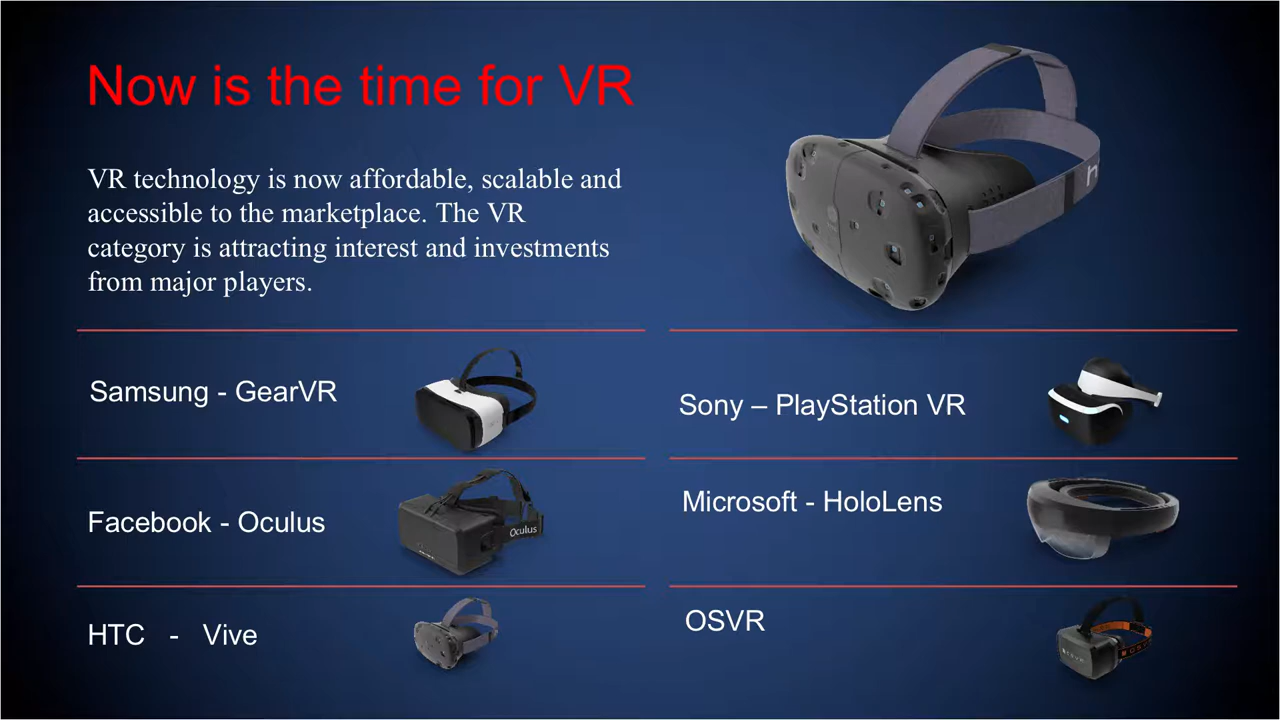 Now is the time for VR
VR technology is now affordable, scalable and
accessible to the marketplace. The VR
category is attracting interest and investments
from major players.
Samsung - GearVR
Sony – PlayStation VR
Facebook - Oculus
Oculus
Microsoft - HoloLens
HTC - Vive
OSVR